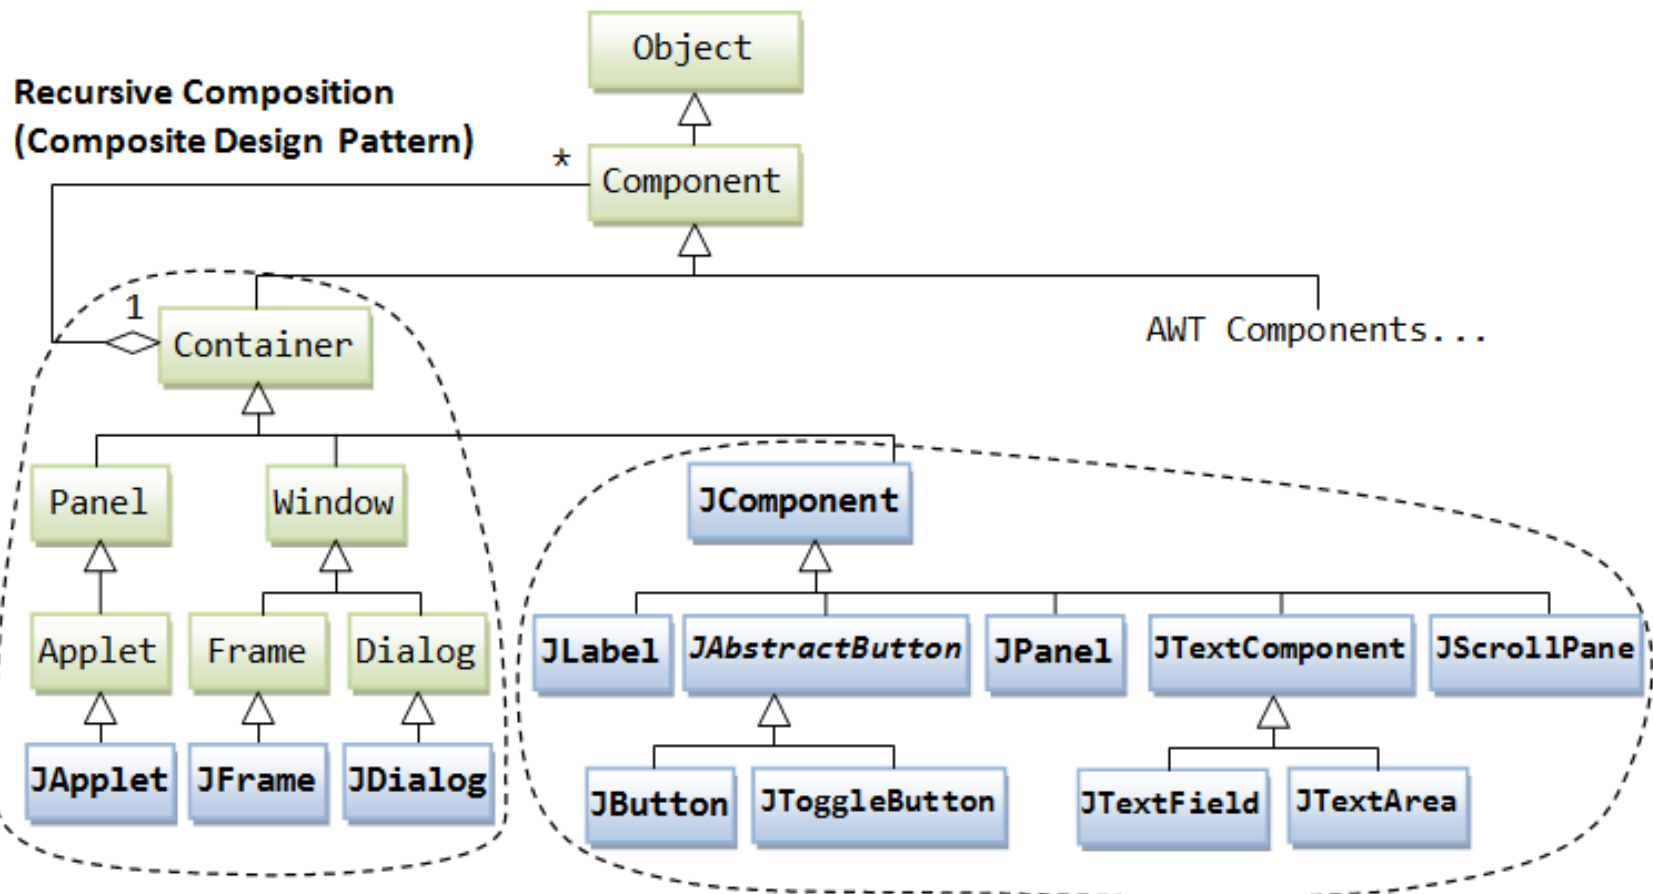 Object
Recursive Composition
(Composite Design Pattern)
*
Component
1
Container
AWT Components...
Panel
Window
JComponent
Applet
Frame
Dialog
JLabel
JAbstractButton
JPanel
JTextComponent
JScrollPane
JApplet
JFrame
JDialog
JButton
JToggleButton
JTextField
JTextArea